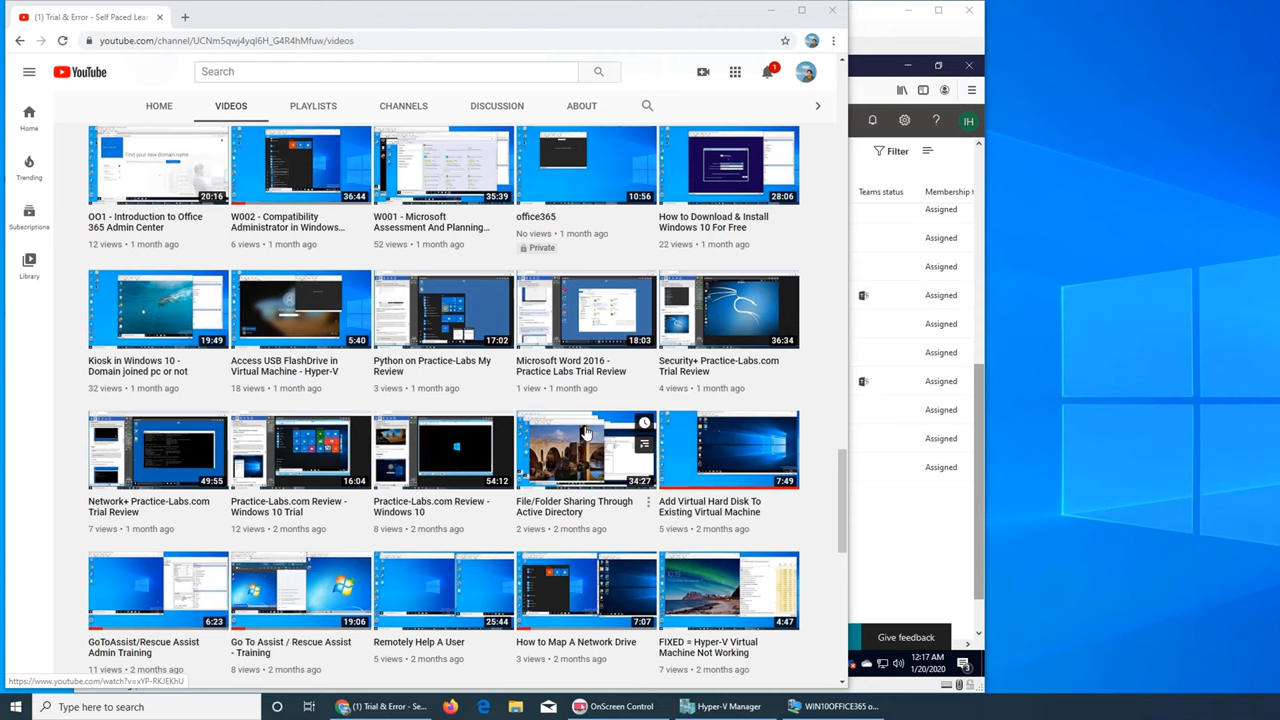 (1) Trial & Error - Self Paced Lear
youtube.com/channel/UCNm5qwj4yqI6H_G4R4hMfuw/videos
YouTube
Search
1
HOME VIDEOS PLAYLISTS CHANNELS DISCUSSION ABOUT
Home
Trending
Subscriptions
Library
20:16 36:44 35:39 10:56 28:06
OO1 - Introduction to Office 365 Admin Center
12 views • 1 month ago
W002 - Compatibility Administrator in Windows...
6 views • 1 month ago
W001 - Microsoft Assessment And Planning...
52 views • 1 month ago
office365
No views • 1 month ago
Private
How to Download & Install Windows 10 For Free
22 views • 1 month ago
19:49 5:40 17:02 18:03 36:34
Kiosk in Windows 10 - Domain joined pc or not
32 views • 1 month ago
Access USB FlashDrive in Virtual Machine - Hyper-V
18 views • 1 month ago
Python on Practice-Labs My Review
3 views • 1 month ago
Microsoft Word 2016 - Practice Labs Trial Review
1 view • 1 month ago
Security+ Practice-Labs.com Trial Review
4 views • 1 month ago
49:55 16:04 54:12 34:27 7:49
Network+ Practice-Labs.com Trial Review
7 views • 1 month ago
Practice-Labs.com Review - Windows 10 Trial
12 views • 2 months ago
Practice-Labs.com Review - Windows 10
8 views • 2 months ago
File/Folder Sharing Through Active Directory
2 views • 2 months ago
Add Virtual Hard Disk To Existing Virtual Machine
5 views • 2 months ago
6:23 19:06 25:44 7:07 4:47
GoToAssist/Rescue Assist Admin Training
11 views • 2 months ago
Go To Assist / Rescue Assist - Training
8 views • 2 months ago
Remotely Help A User
5 views • 2 months ago
How to Map A Network Drive
3 views • 2 months ago
FIXED = Hyper-V Virtual Machine Not Working
7 views • 2 months ago
https://www.youtube.com/watch?v=xYP-RKJEKhU
IH
Filter
Teams status Membership t
Assigned
Assigned
Assigned
Assigned
Assigned
Assigned
Assigned
Assigned
Assigned
Assigned
Give feedback
12:17 AM
1/20/2020
3
Type here to search
(1) Trial & Error - Se...
OnScreen Control
Hyper-V Manager
WIN10OFFICE365 o...